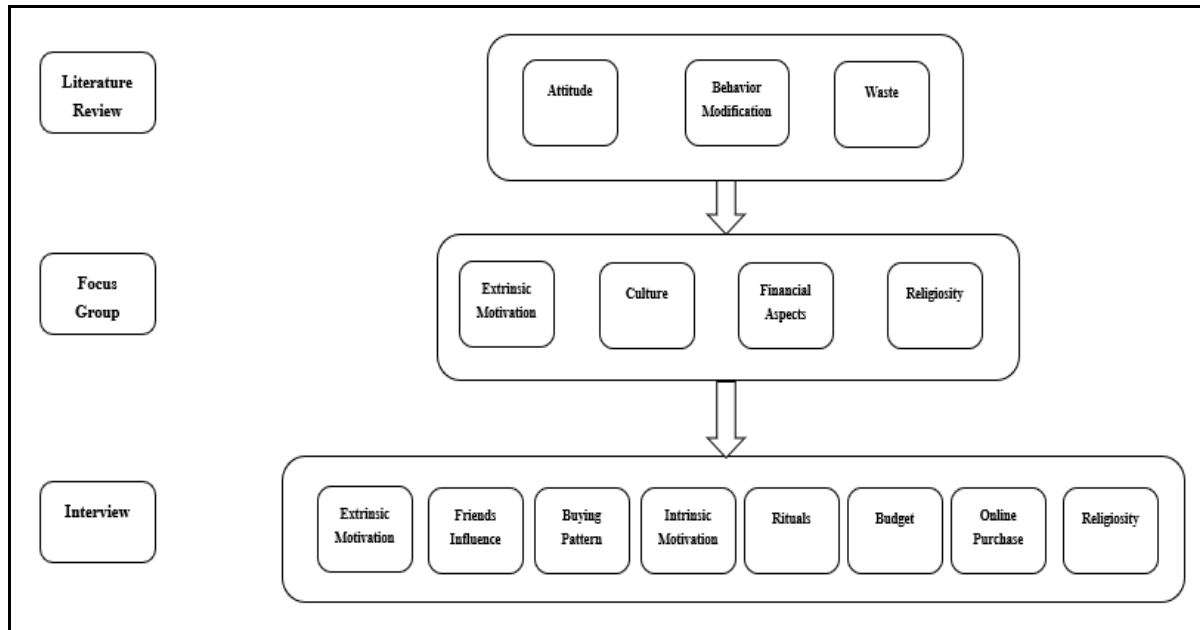 Literature
Review
Attitude
Behavior
Modification
Waste
Focus
Group
Extrinsic
Motivation
Culture
Financial
Aspects
Religiosity
Interview
Extrinsic
Motivation
Friends
Influence
Buying
Pattern
Intrinsic
Motivation
Rituals
Budget
Online
Purchase
Religiosity